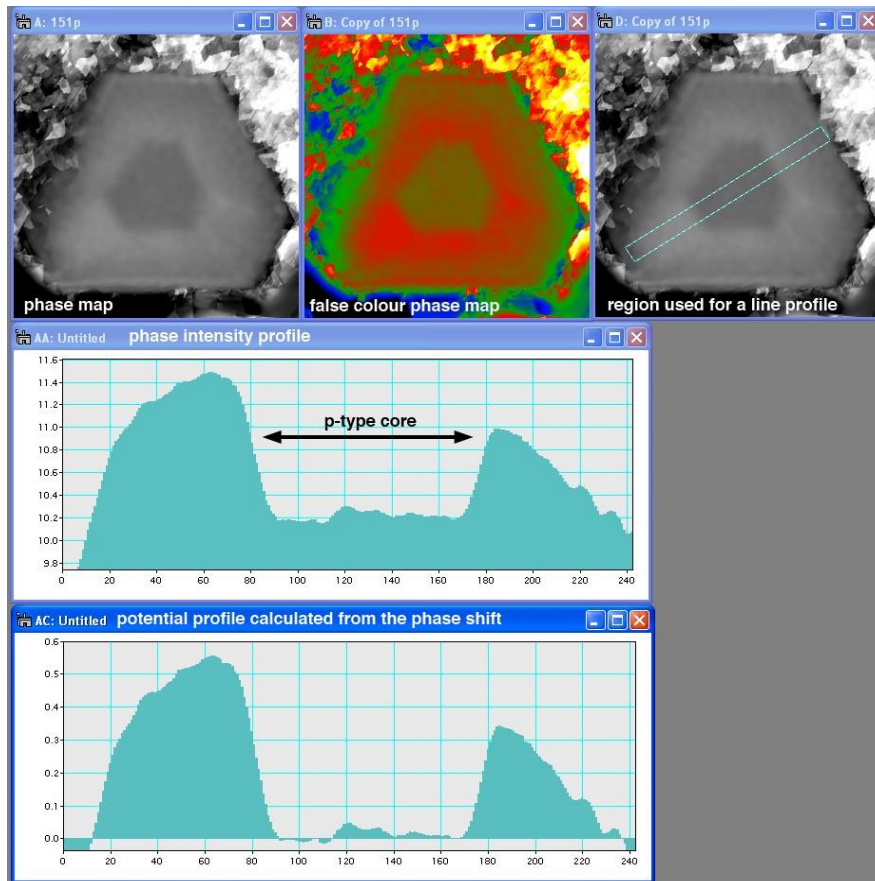 A: 151p
B: Copy of 151p
D: Copy of 151p
phase map
false colour phase map
region used for a line profile
AA: Untitled phase intensity profile
11.6
11.4
11.2
11.0
10.8
10.6
10.4
10.2
10.0
9.8
p-type core
0 20 40 60 80 100 120 140 160 180 200 220 240
AC: Untitled potential profile calculated from the phase shift
0.6
0.5
0.4
0.3
0.2
0.1
0.0
0 20 40 60 80 100 120 140 160 180 200 220 240